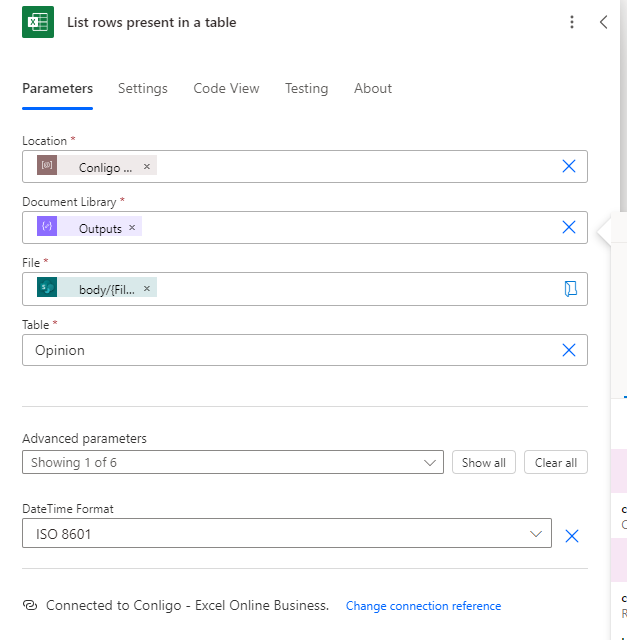 List rows present in a table
Parameters Settings Code View Testing About
Location *
Conligo ... ×
Document Library *
Outputs ×
File *
body/{Fil... ×
Table *
Opinion
Advanced parameters
Showing 1 of 6
Show all
Clear all
DateTime Format
ISO 8601
Connected to Conligo - Excel Online Business. Change connection reference